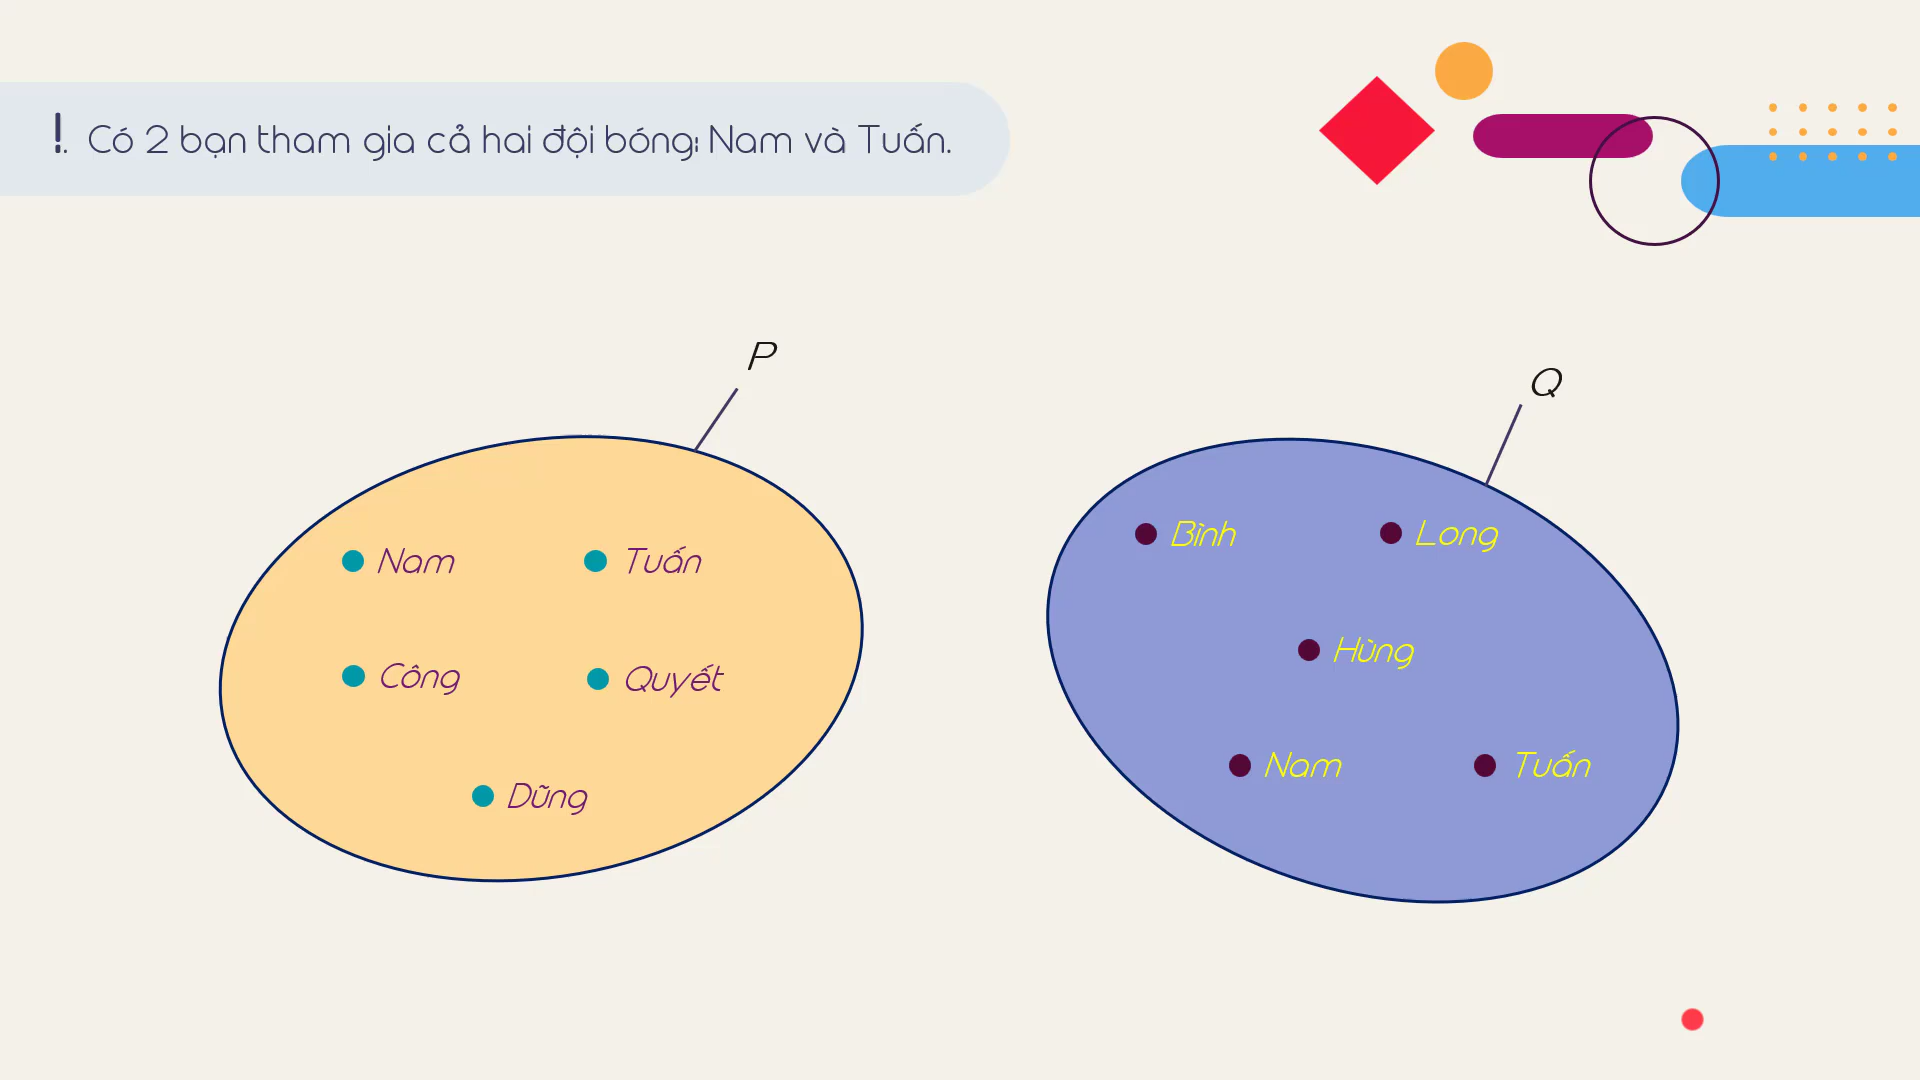 !. Có 2 bạn tham gia cả hai đội bóng: Nam và Tuấn.
P
Q
Nam
Tuấn
Công
Quyết
Dũng
Bình
Long
Hùng
Nam
Tuấn